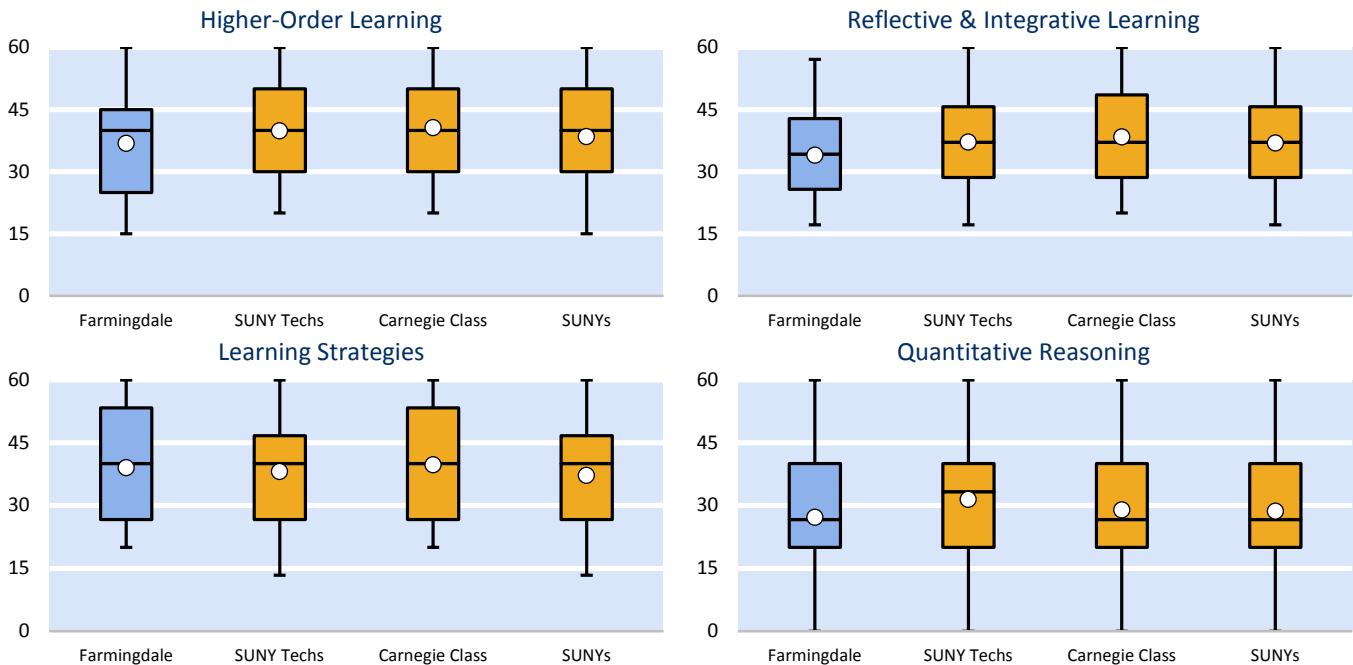 Higher-Order Learning
60
45
30
15
0
Farmingdale SUNY Techs Carnegie Class SUNYs
Reflective & Integrative Learning
60
45
30
15
0
Farmingdale SUNY Techs Carnegie Class SUNYs
Learning Strategies
60
45
30
15
0
Farmingdale SUNY Techs Carnegie Class SUNYs
Quantitative Reasoning
60
45
30
15
0
Farmingdale SUNY Techs Carnegie Class SUNYs